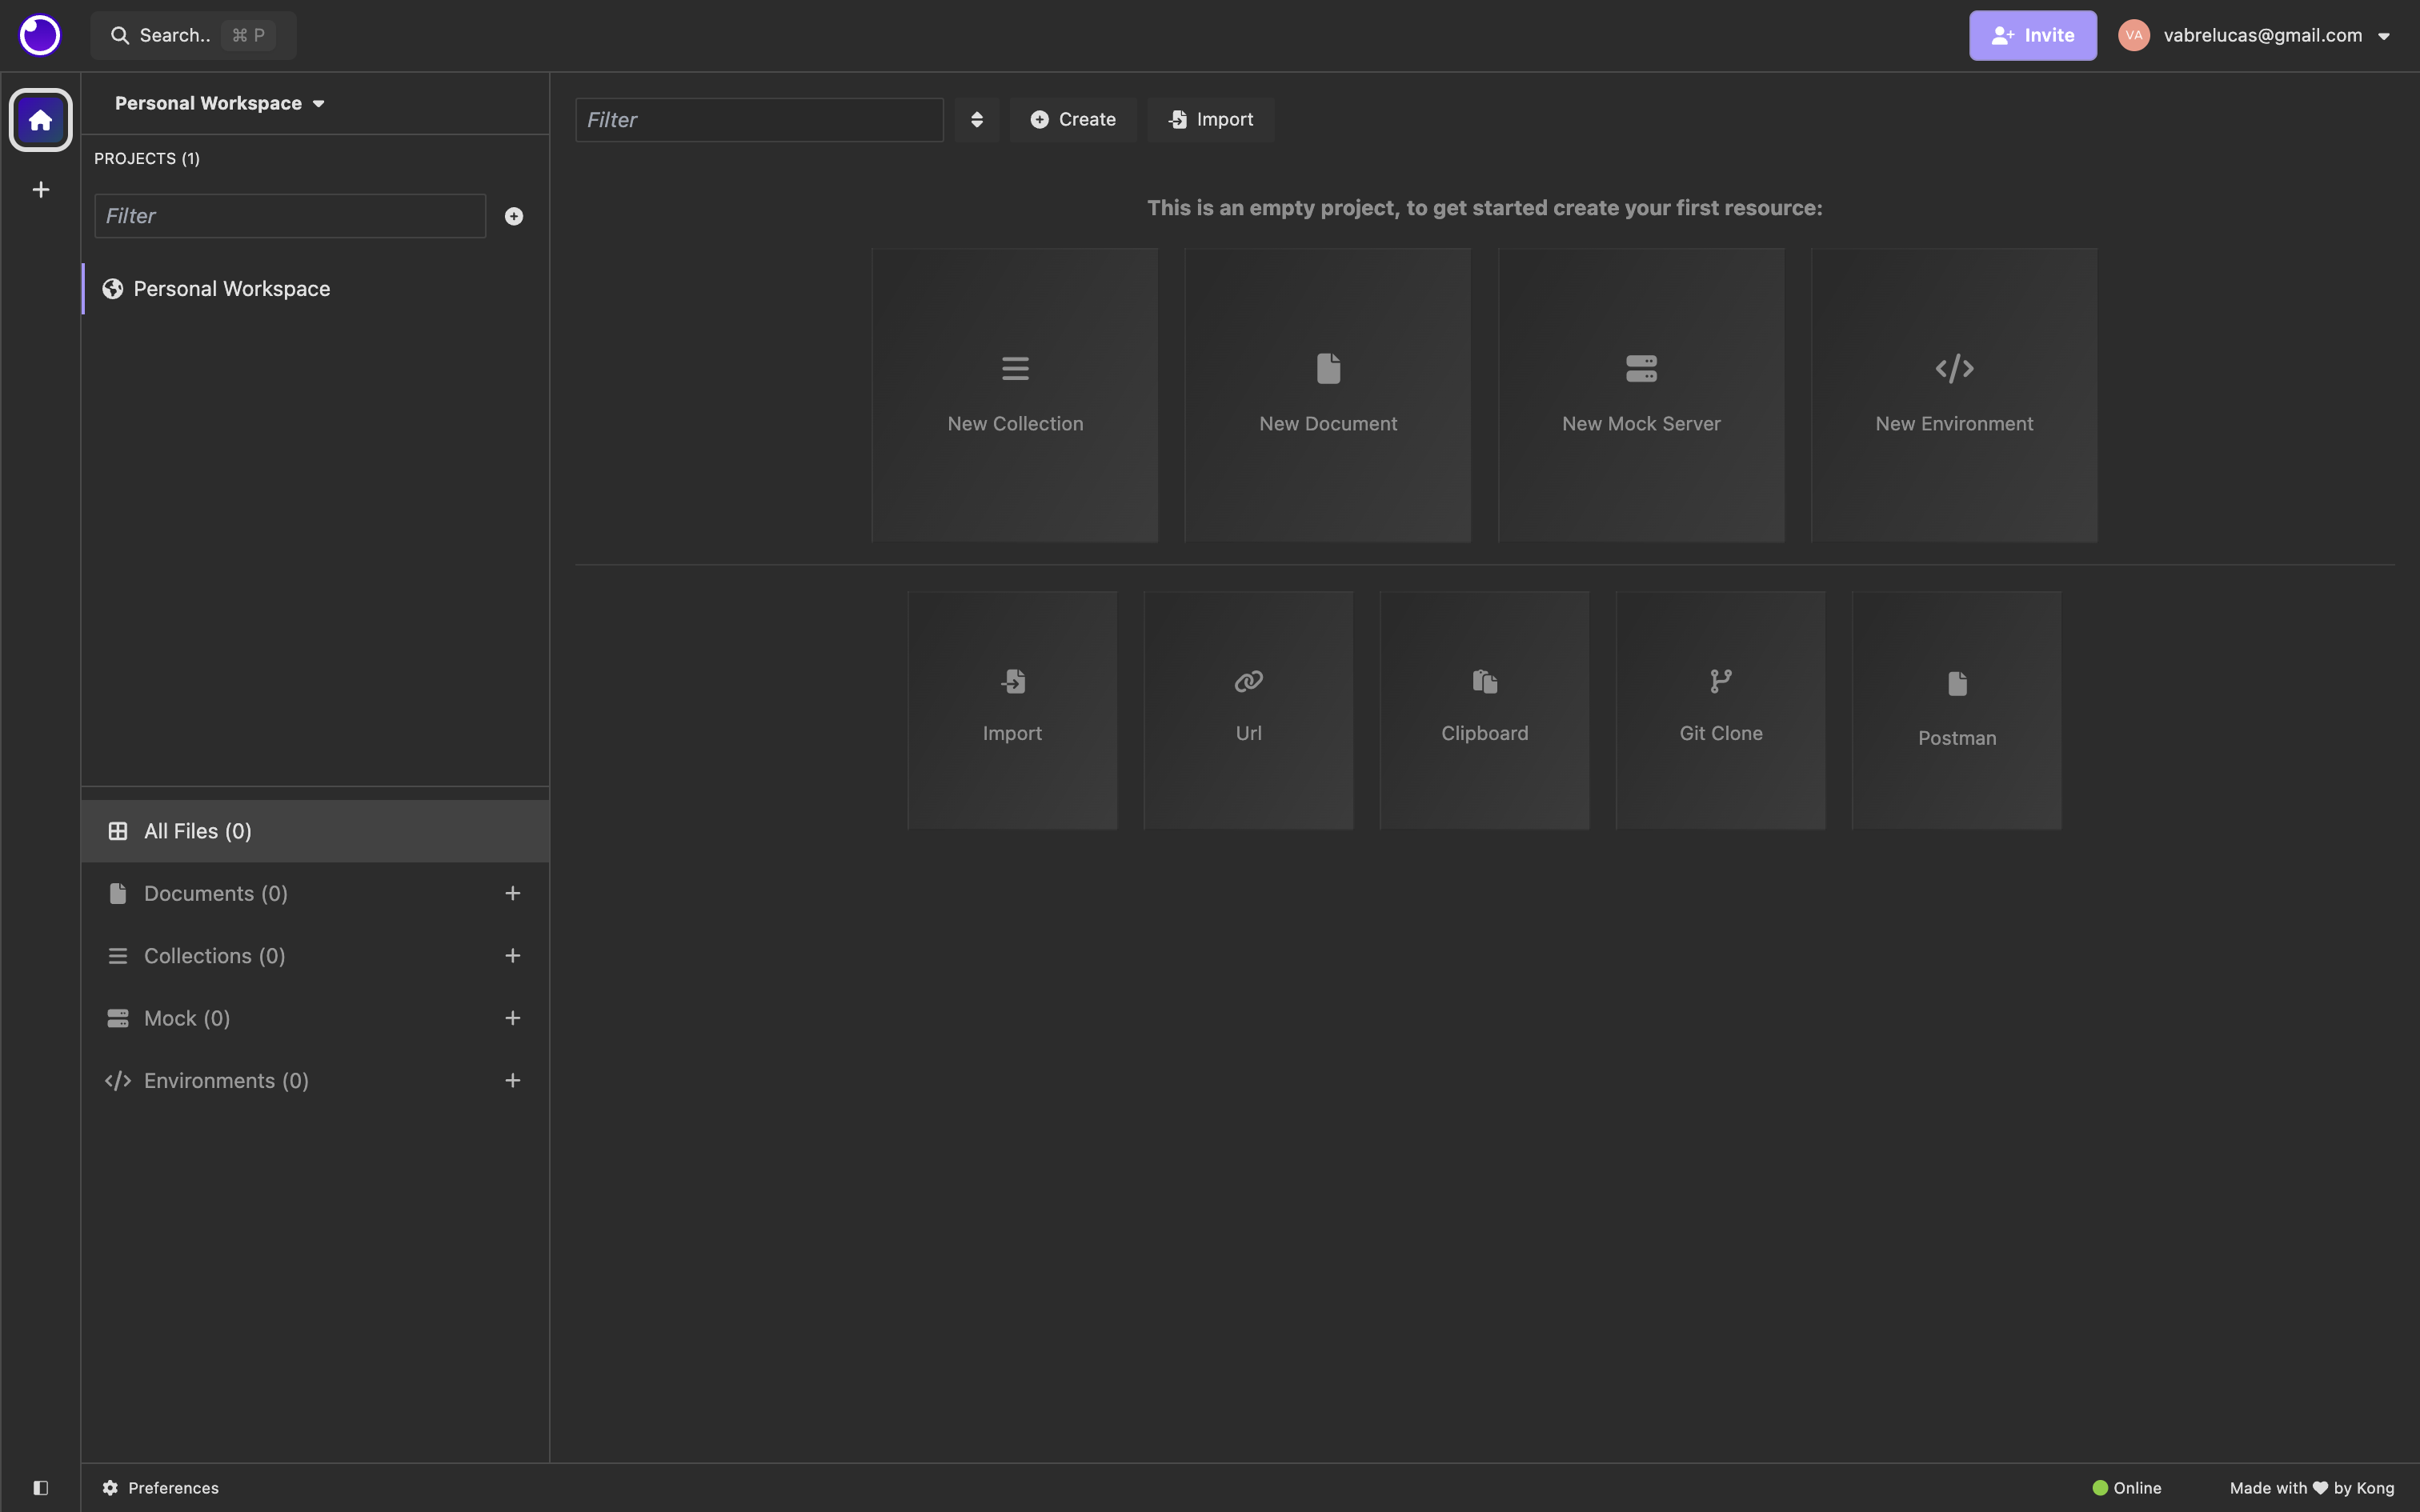 Search..
⌘ P
Invite
VA
vabrelucas@gmail.com
Personal Workspace
PROJECTS (1)
Filter
Personal Workspace
Filter
Create
Import
This is an empty project, to get started create your first resource:
New Collection
New Document
New Mock Server
New Environment
Import
Url
Clipboard
Git Clone
Postman
All Files (0)
Documents (0)
Collections (0)
Mock (0)
Environments (0)
Preferences
Online
Made with ♥ by Kong